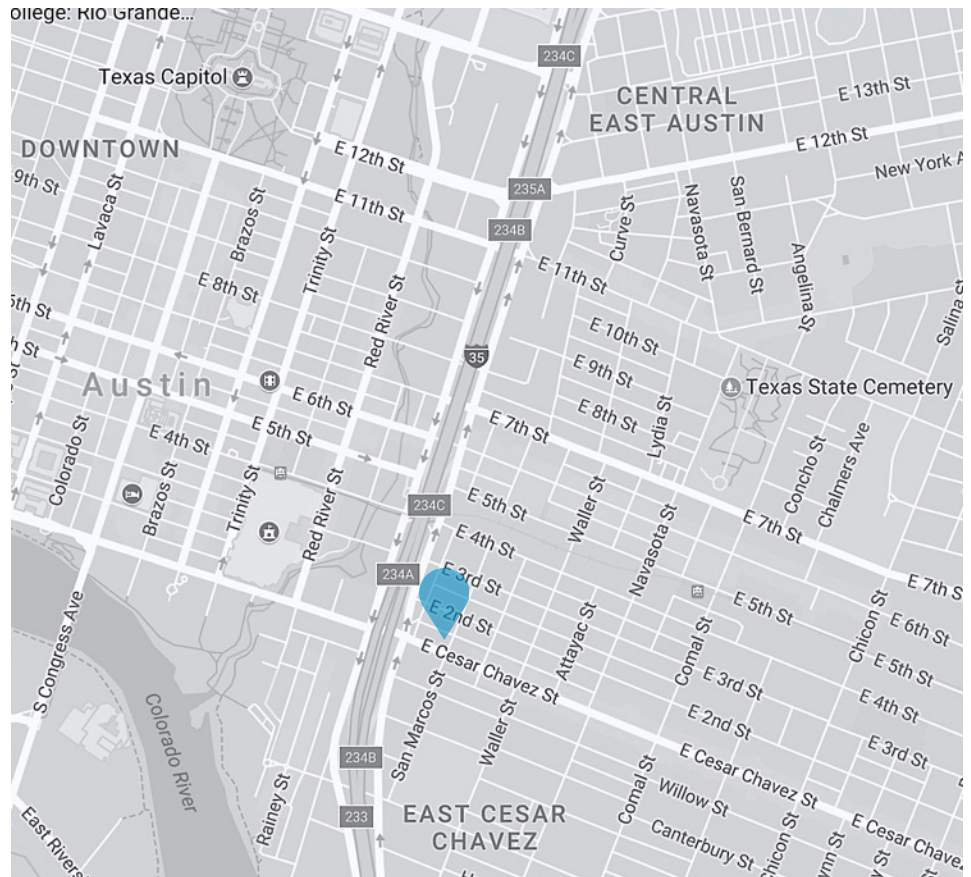 ollege: Rio Grande...
234C
Texas Capitol
CENTRAL
EAST AUSTIN
E 13th St
E 12th St
DOWNTOWN
E 12th St
New York A
9th St
Lavaca St
235A
E 11th St
Brazos St
Trinity St
234B
Curve St
Navasota St
San Bernard St
Angelina St
E 11th St
E 8th St
Red River St
Salina St
5th St
E 10th St
h St
35
E 9th St
Austin
E 6th St
Texas State Cemetery
E 7th St
E 8th St
Lydia St
E 5th St
E 4th St
Colorado St
Brazos St
Trinity St
Red River St
234C
E 5th St
Waller St
Concho St
Chalmers Ave
E 7th St
E 4th St
Navasota St
234A
E 3rd St
E 7th St
E 2nd St
E 5th St
Chicon St
E 6th St
S Congress Ave
E Cesar Chavez St
Attayac St
Comal St
E 5th St
E 3rd St
E 4th St
San Marcos St
Waller St
E 2nd St
E 3rd St
Colorado River
234B
E Cesar Chavez St
Rainey St
233
EAST CESAR
CHAVEZ
Comal St
Willow St
E Cesar Chavez
Canterbury St
Chicon St
ynn St
y St
East Rivers